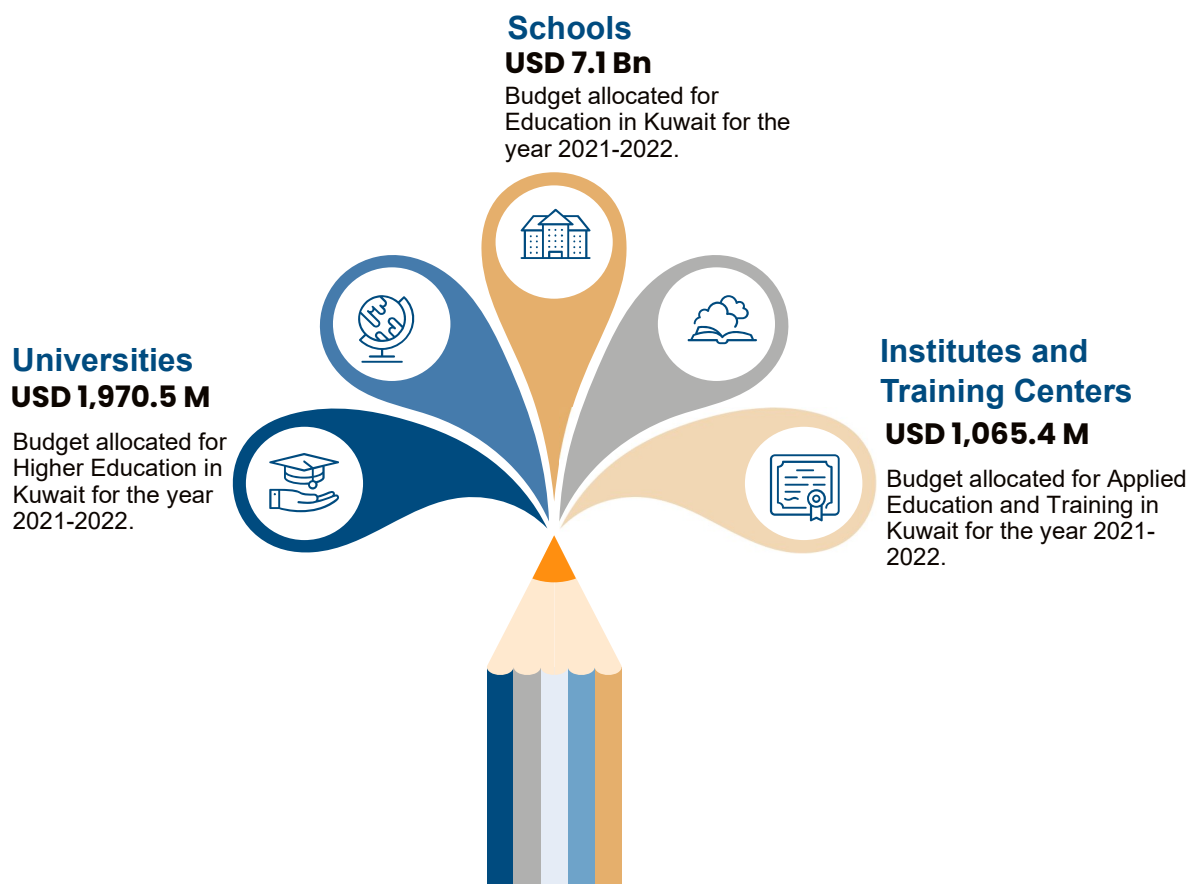 Schools
USD 7.1 Bn
Budget allocated for
Education in Kuwait for the
year 2021-2022.
Universities
USD 1,970.5 M
Budget allocated for
Higher Education in
Kuwait for the year
2021-2022.
Institutes and
Training Centers
USD 1,065.4 M
Budget allocated for Applied
Education and Training in
Kuwait for the year 2021-
2022.